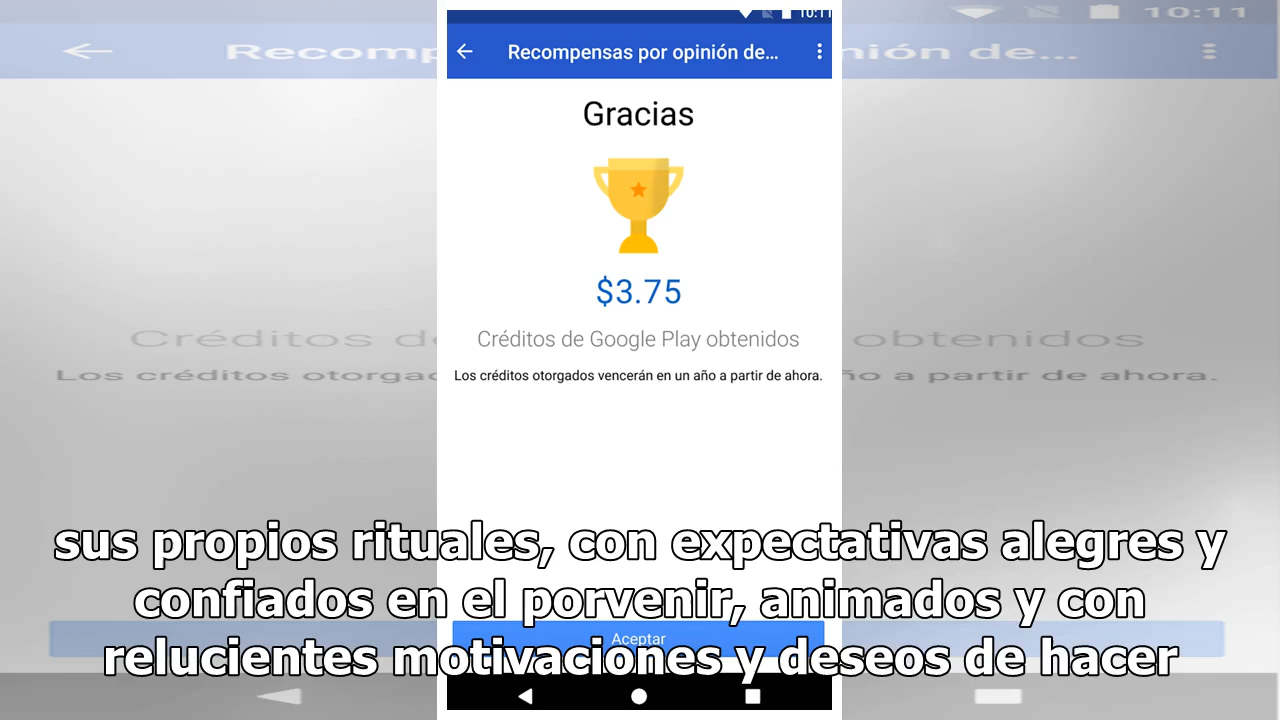 10:11
Recompensas por opinión de...
Gracias
$3.75
Créditos de Google Play obtenidos
Los créditos otorgados vencerán en un año a partir de ahora.
sus propios rituales, con expectativas alegres y
confiados en el porvenir, animados y con
Aceptar
relucientes motivaciones y deseos de hacer